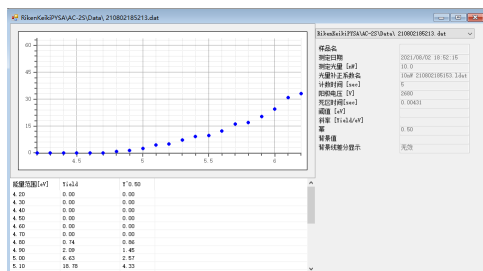 RikenKeikiPYSA\AC-2S\Data\ 210802185213.dat
60
45
30
15
0
4.5
5
5.5
6
RikenKeikiPYSA\AC-2S\Data\ 210802185213.dat
样品名
测定日期 2021/08/02 18:52:15
测定光量 [nW] 10.0
光量补正系数名 10nW 210802185153.ldat
计数时间 [sec] 5
阳极电压 [V] 2980
死区时间[sec] 0.00431
阈值 [eV]
斜率 [Yield/eV]
幂 0.50
背景值
背景线差分显示 无效
能量范围[eV] Yield Y^0.50
4.20 0.00 0.00
4.30 0.00 0.00
4.40 0.00 0.00
4.50 0.00 0.00
4.60 0.00 0.00
4.70 0.00 0.00
4.80 0.74 0.86
4.90 2.09 1.45
5.00 6.63 2.57
5.10 18.78 4.33